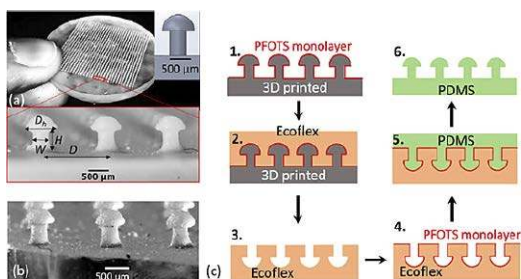 500 μm
(a)
Dh
H
W
D
500 μm
(b)
500 μm
(c)
1.
PFOTS monolayer
3D printed
Ecoflex
2.
3D printed
3.
Ecoflex
4.
PFOTS monolayer
Ecoflex
5.
PDMS
6.
PDMS